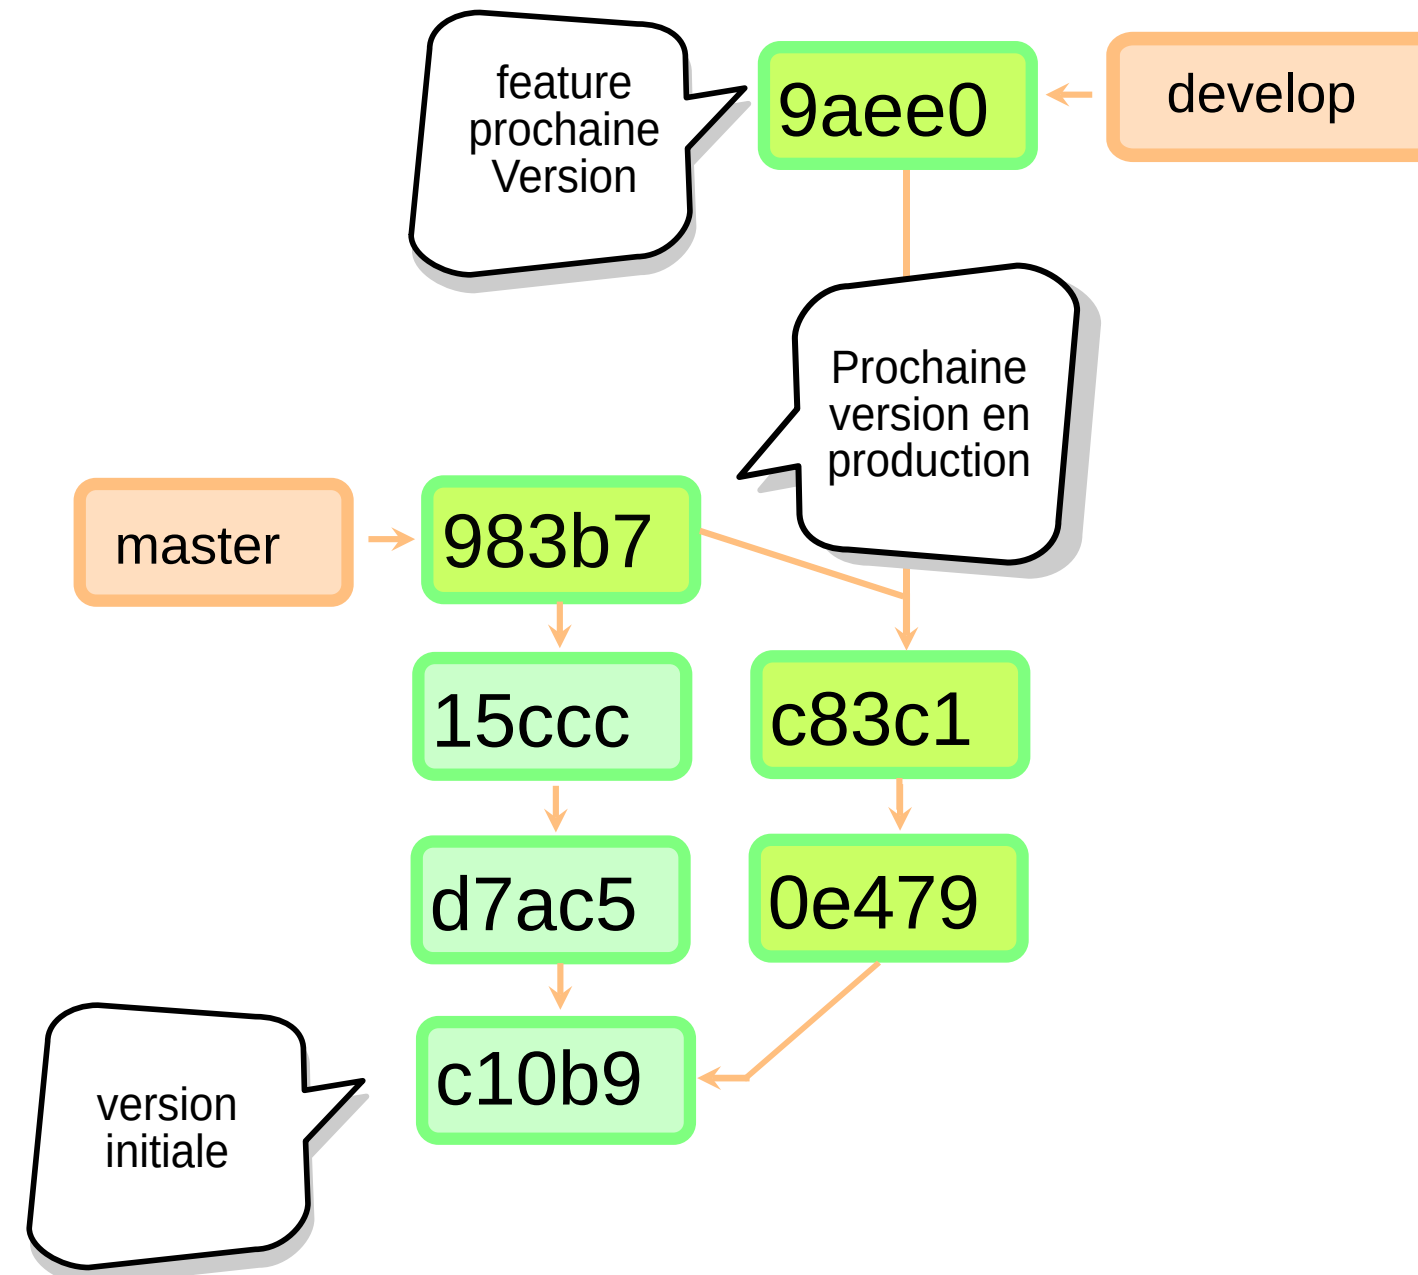 feature
prochaine
Version
9aee0
develop
Prochaine
version en
production
master
983b7
15ccc
c83c1
d7ac5
0e479
c10b9
version
initiale